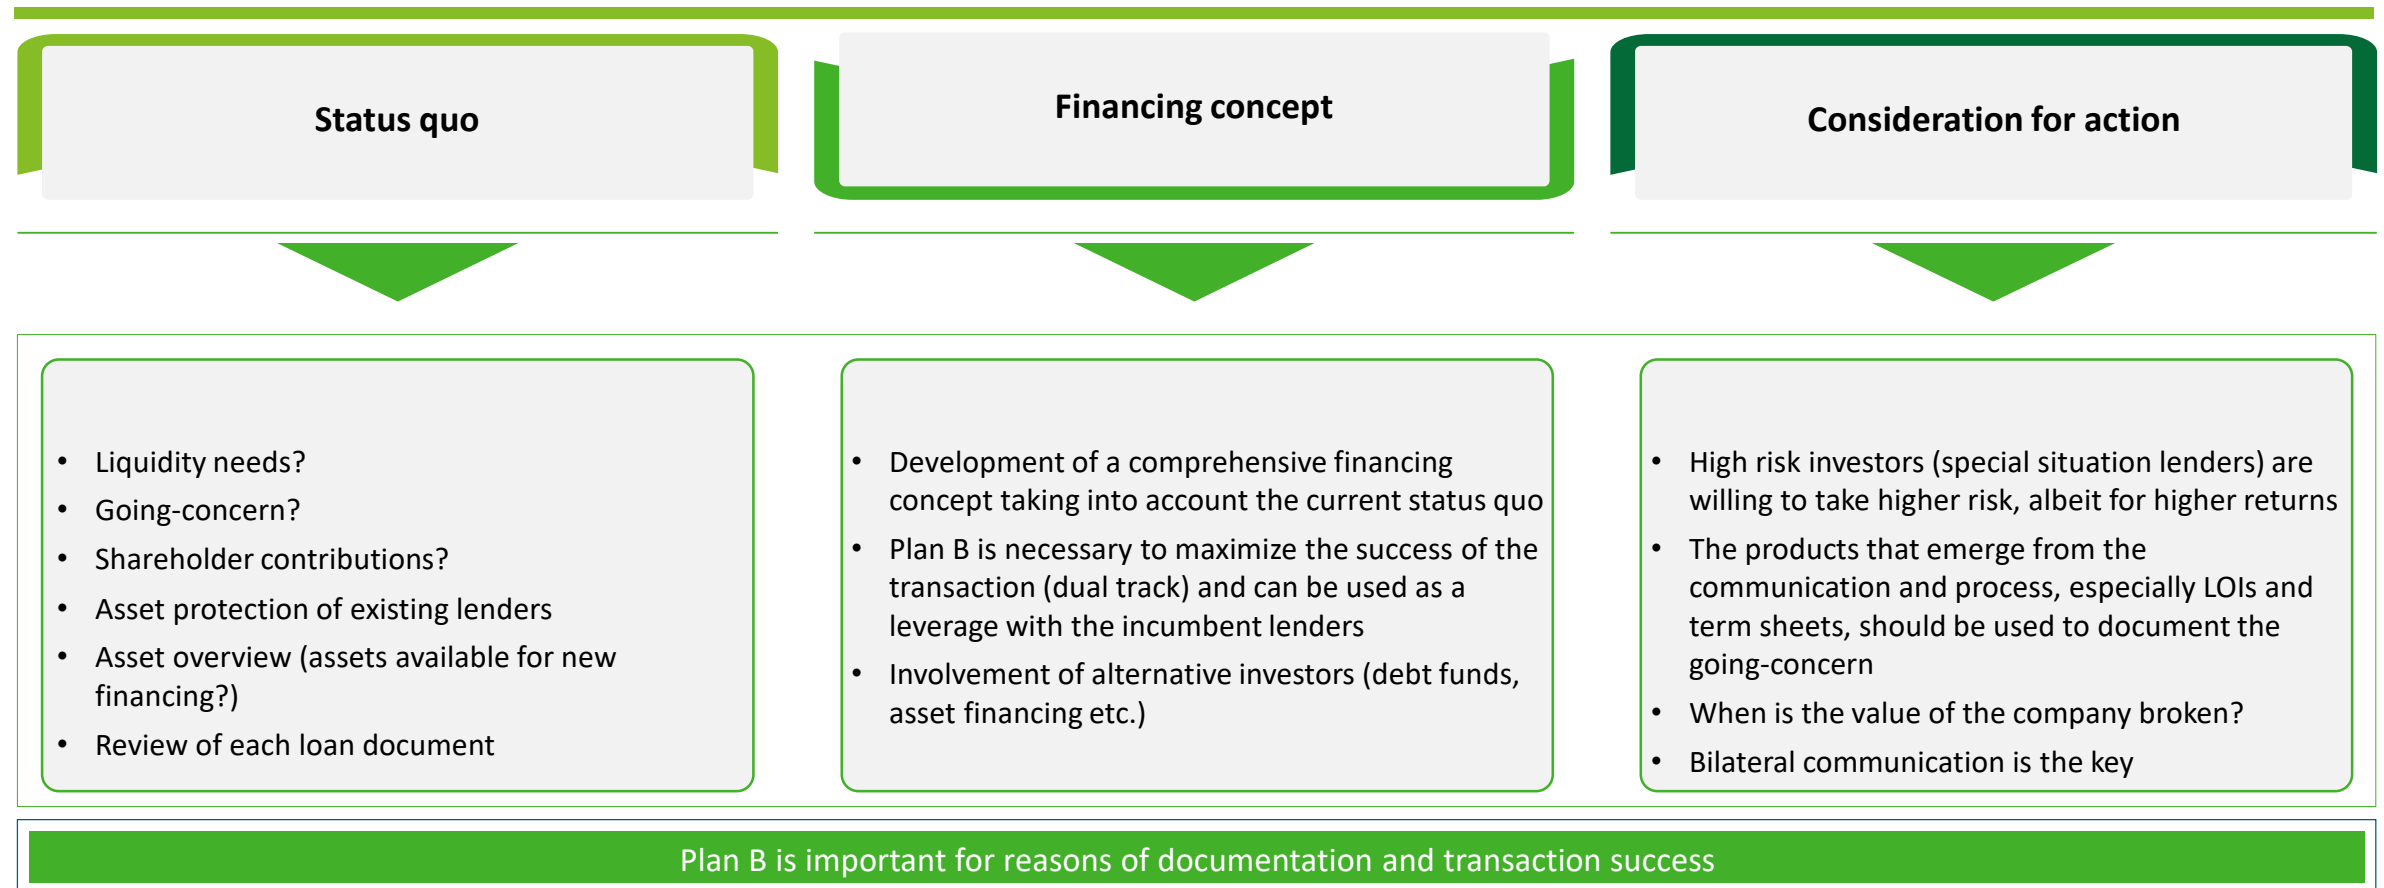 Status quo
Financing concept
Consideration for action
• Liquidity needs?
• Going-concern?
• Shareholder contributions?
• Asset protection of existing lenders
• Asset overview (assets available for new
financing?)
• Review of each loan document
• Development of a comprehensive financing
concept taking into account the current status quo
• Plan B is necessary to maximize the success of the
transaction (dual track) and can be used as a
leverage with the incumbent lenders
• Involvement of alternative investors (debt funds,
asset financing etc.)
• High risk investors (special situation lenders) are
willing to take higher risk, albeit for higher returns
• The products that emerge from the
communication and process, especially LOIs and
term sheets, should be used to document the
going-concern
• When is the value of the company broken?
• Bilateral communication is the key
Plan B is important for reasons of documentation and transaction success